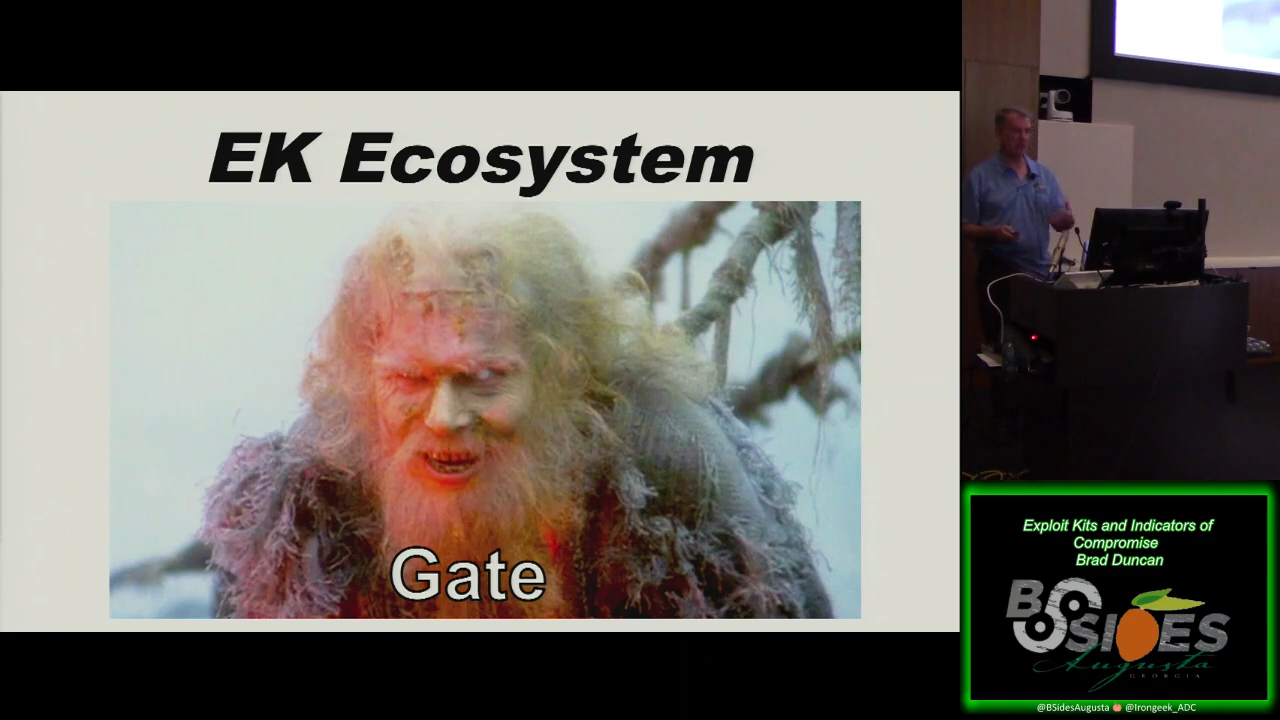 EK Ecosystem
Gate
Exploit Kits and Indicators of
Compromise
Brad Duncan
BSIDES
Augusta
GEORGIA
@BSidesAugusta @Irongeek_ADC